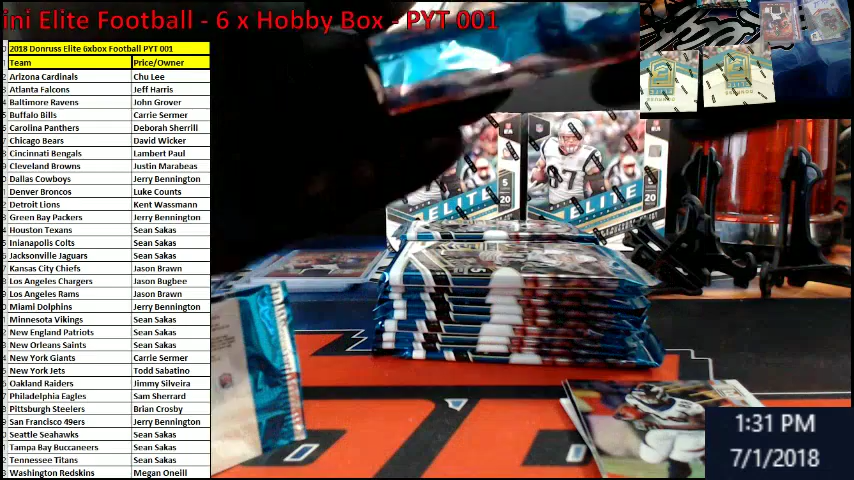 ini Elite Football - 6 x Hobby Box - PYT 001
2018 Donruss Elite 6xbox Football PYT 001
Team Price/Owner
Arizona Cardinals Chu Lee
Atlanta Falcons Jeff Harris
Baltimore Ravens John Grover
Buffalo Bills Carrie Sermer
Carolina Panthers Deborah Sherrill
Chicago Bears David Wicker
Cincinnati Bengals Lambert Paul
Cleveland Browns Justin Marabeas
Dallas Cowboys Jerry Bennington
Denver Broncos Luke Counts
Detroit Lions Kent Wassmann
Green Bay Packers Jerry Bennington
Houston Texans Sean Sakas
Inianapolis Colts Sean Sakas
Jacksonville Jaguars Sean Sakas
Kansas City Chiefs Jason Brawn
Los Angeles Chargers Jason Bugbee
Los Angeles Rams Jason Brawn
Miami Dolphins Jerry Bennington
Minnesota Vikings Sean Sakas
New England Patriots Sean Sakas
New Orleans Saints Sean Sakas
New York Giants Carrie Sermer
New York Jets Todd Sabatino
Oakland Raiders Jimmy Silveira
Philadelphia Eagles Sam Sherrard
Pittsburgh Steelers Brian Crosby
San Francisco 49ers Jerry Bennington
Seattle Seahawks Sean Sakas
Tampa Bay Buccaneers Sean Sakas
Tennessee Titans Sean Sakas
Washington Redskins Megan Oneill
ELITE
5
20
87
ELITE
5
20
1:31 PM
7/1/2018